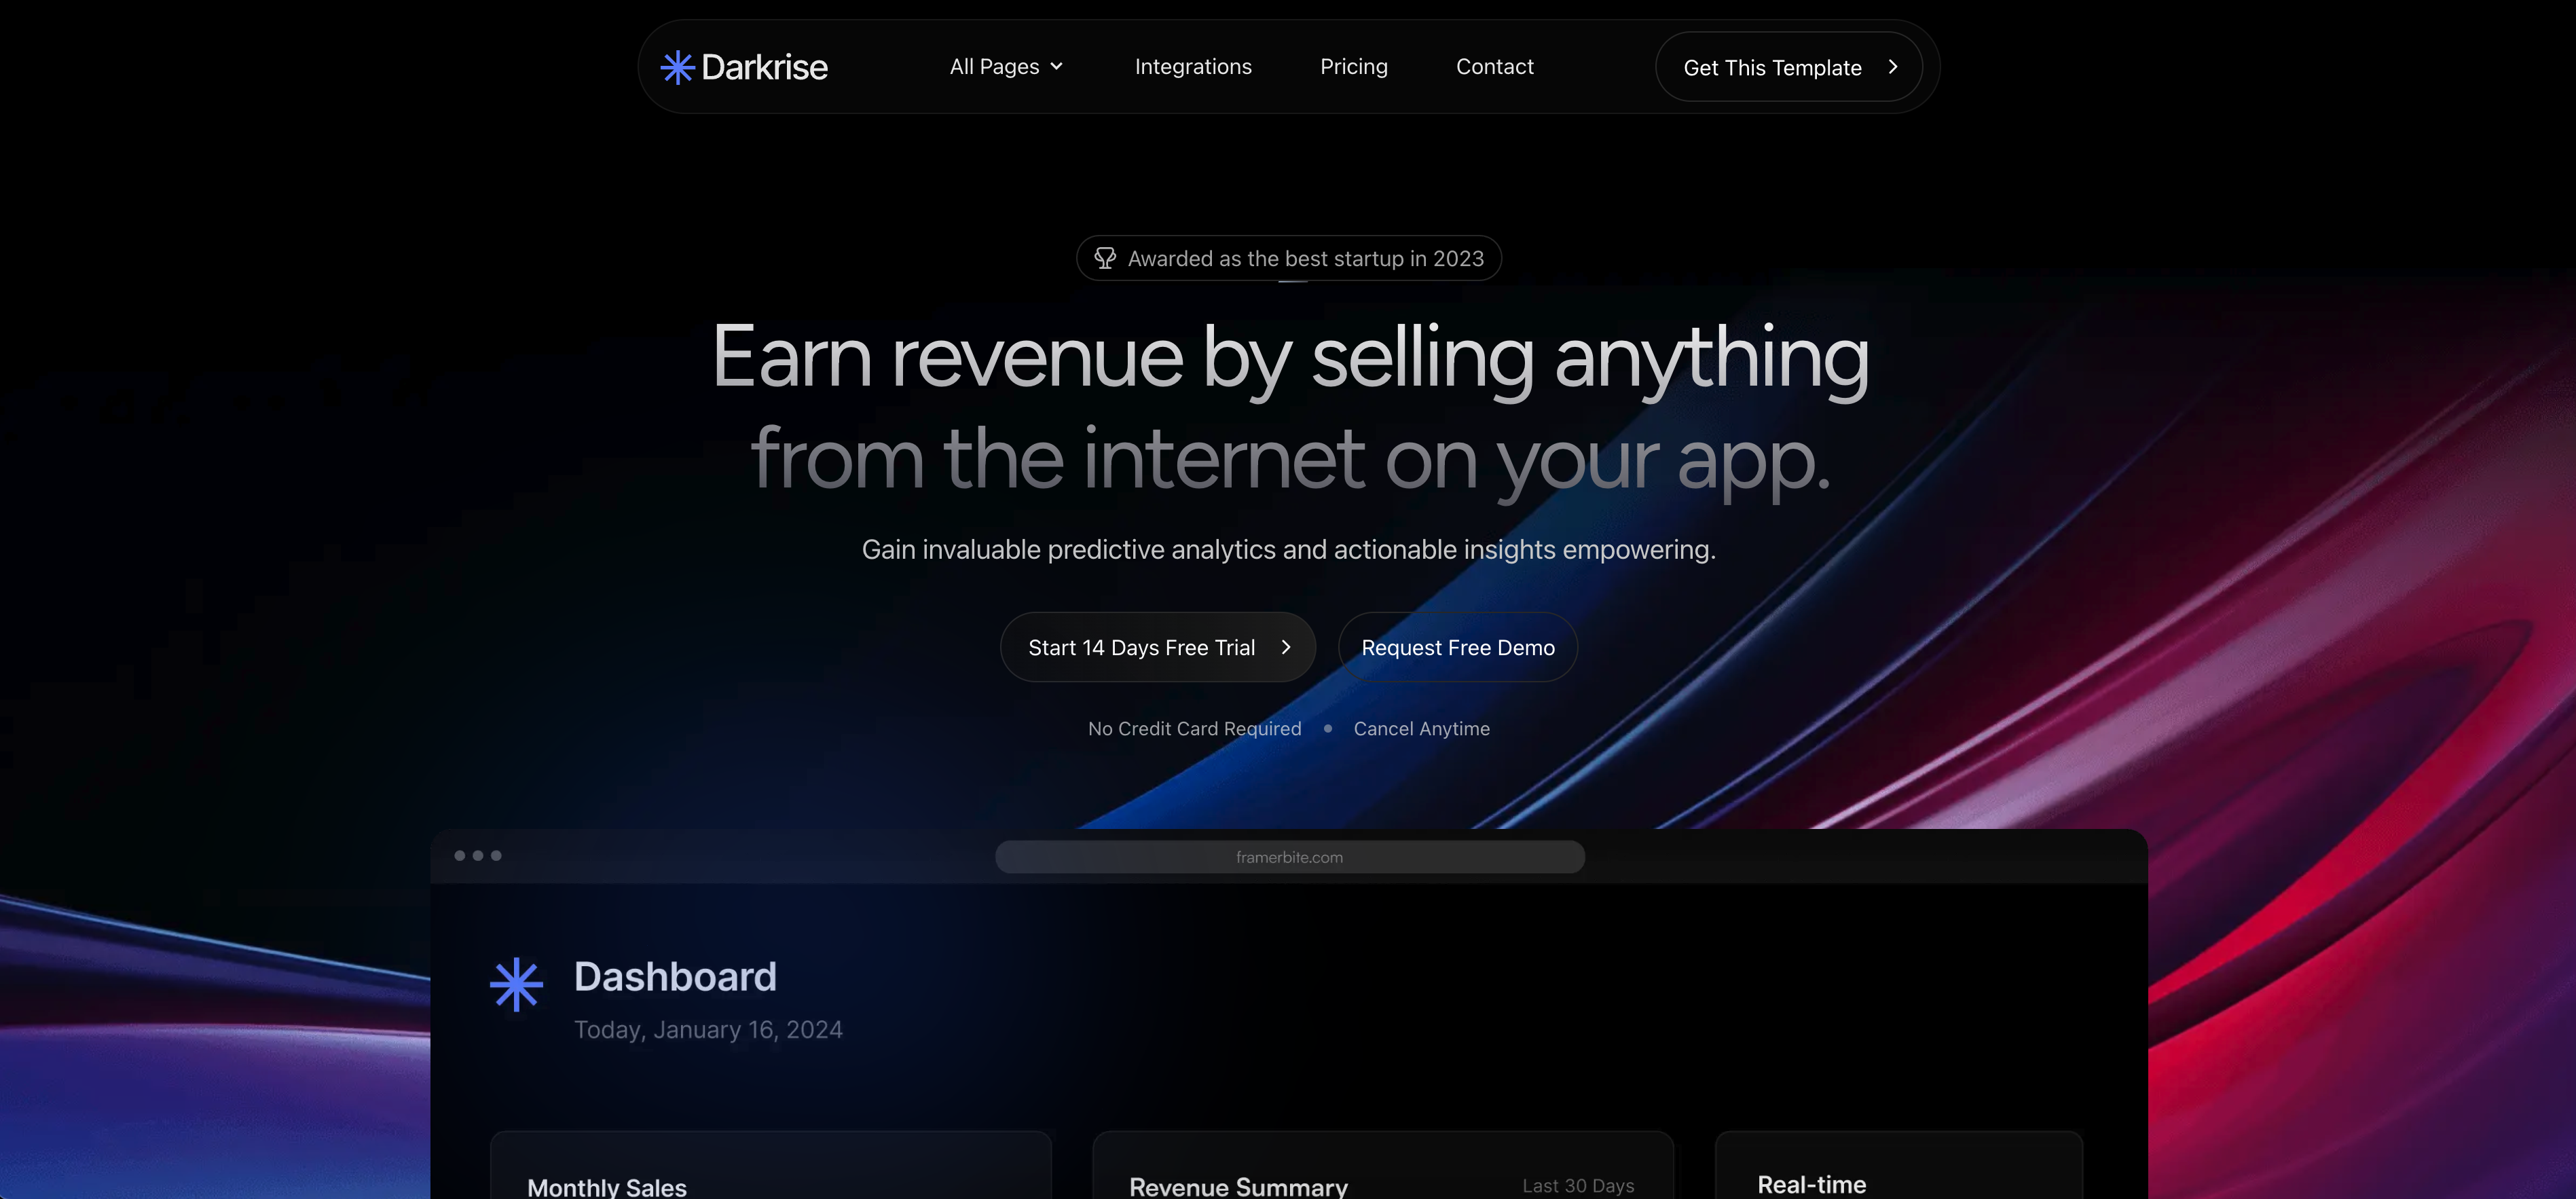 Darkrise
All Pages
Integrations
Pricing
Contact
Get This Template
Awarded as the best startup in 2023
Earn revenue by selling anything
from the internet on your app.
Gain invaluable predictive analytics and actionable insights empowering.
Start 14 Days Free Trial
Request Free Demo
No Credit Card Required • Cancel Anytime
framerbite.com
Dashboard
Today, January 16, 2024
Monthly Sales
Revenue Summary
Last 30 Days
Real-time